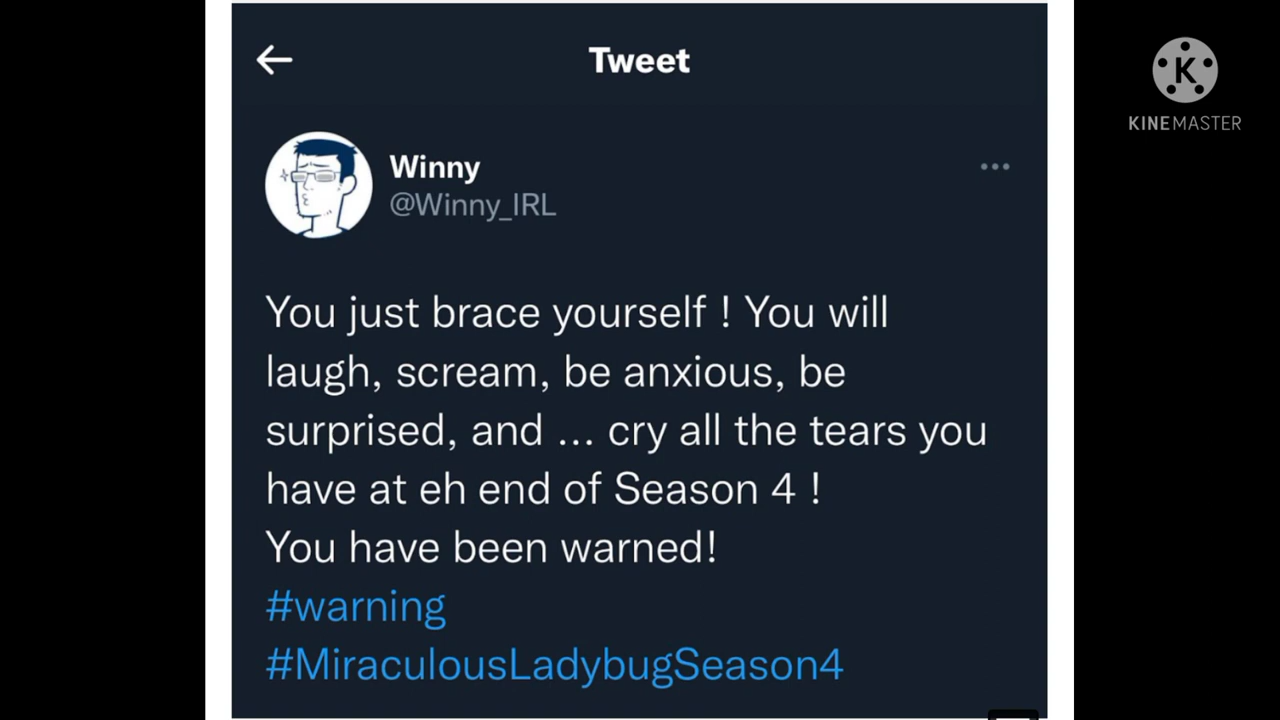 Tweet
Winny
@Winny_IRL
You just brace yourself ! You will
laugh, scream, be anxious, be
surprised, and ... cry all the tears you
have at eh end of Season 4 !
You have been warned!
#warning
#MiraculousLadybugSeason4
K
KINEMASTER